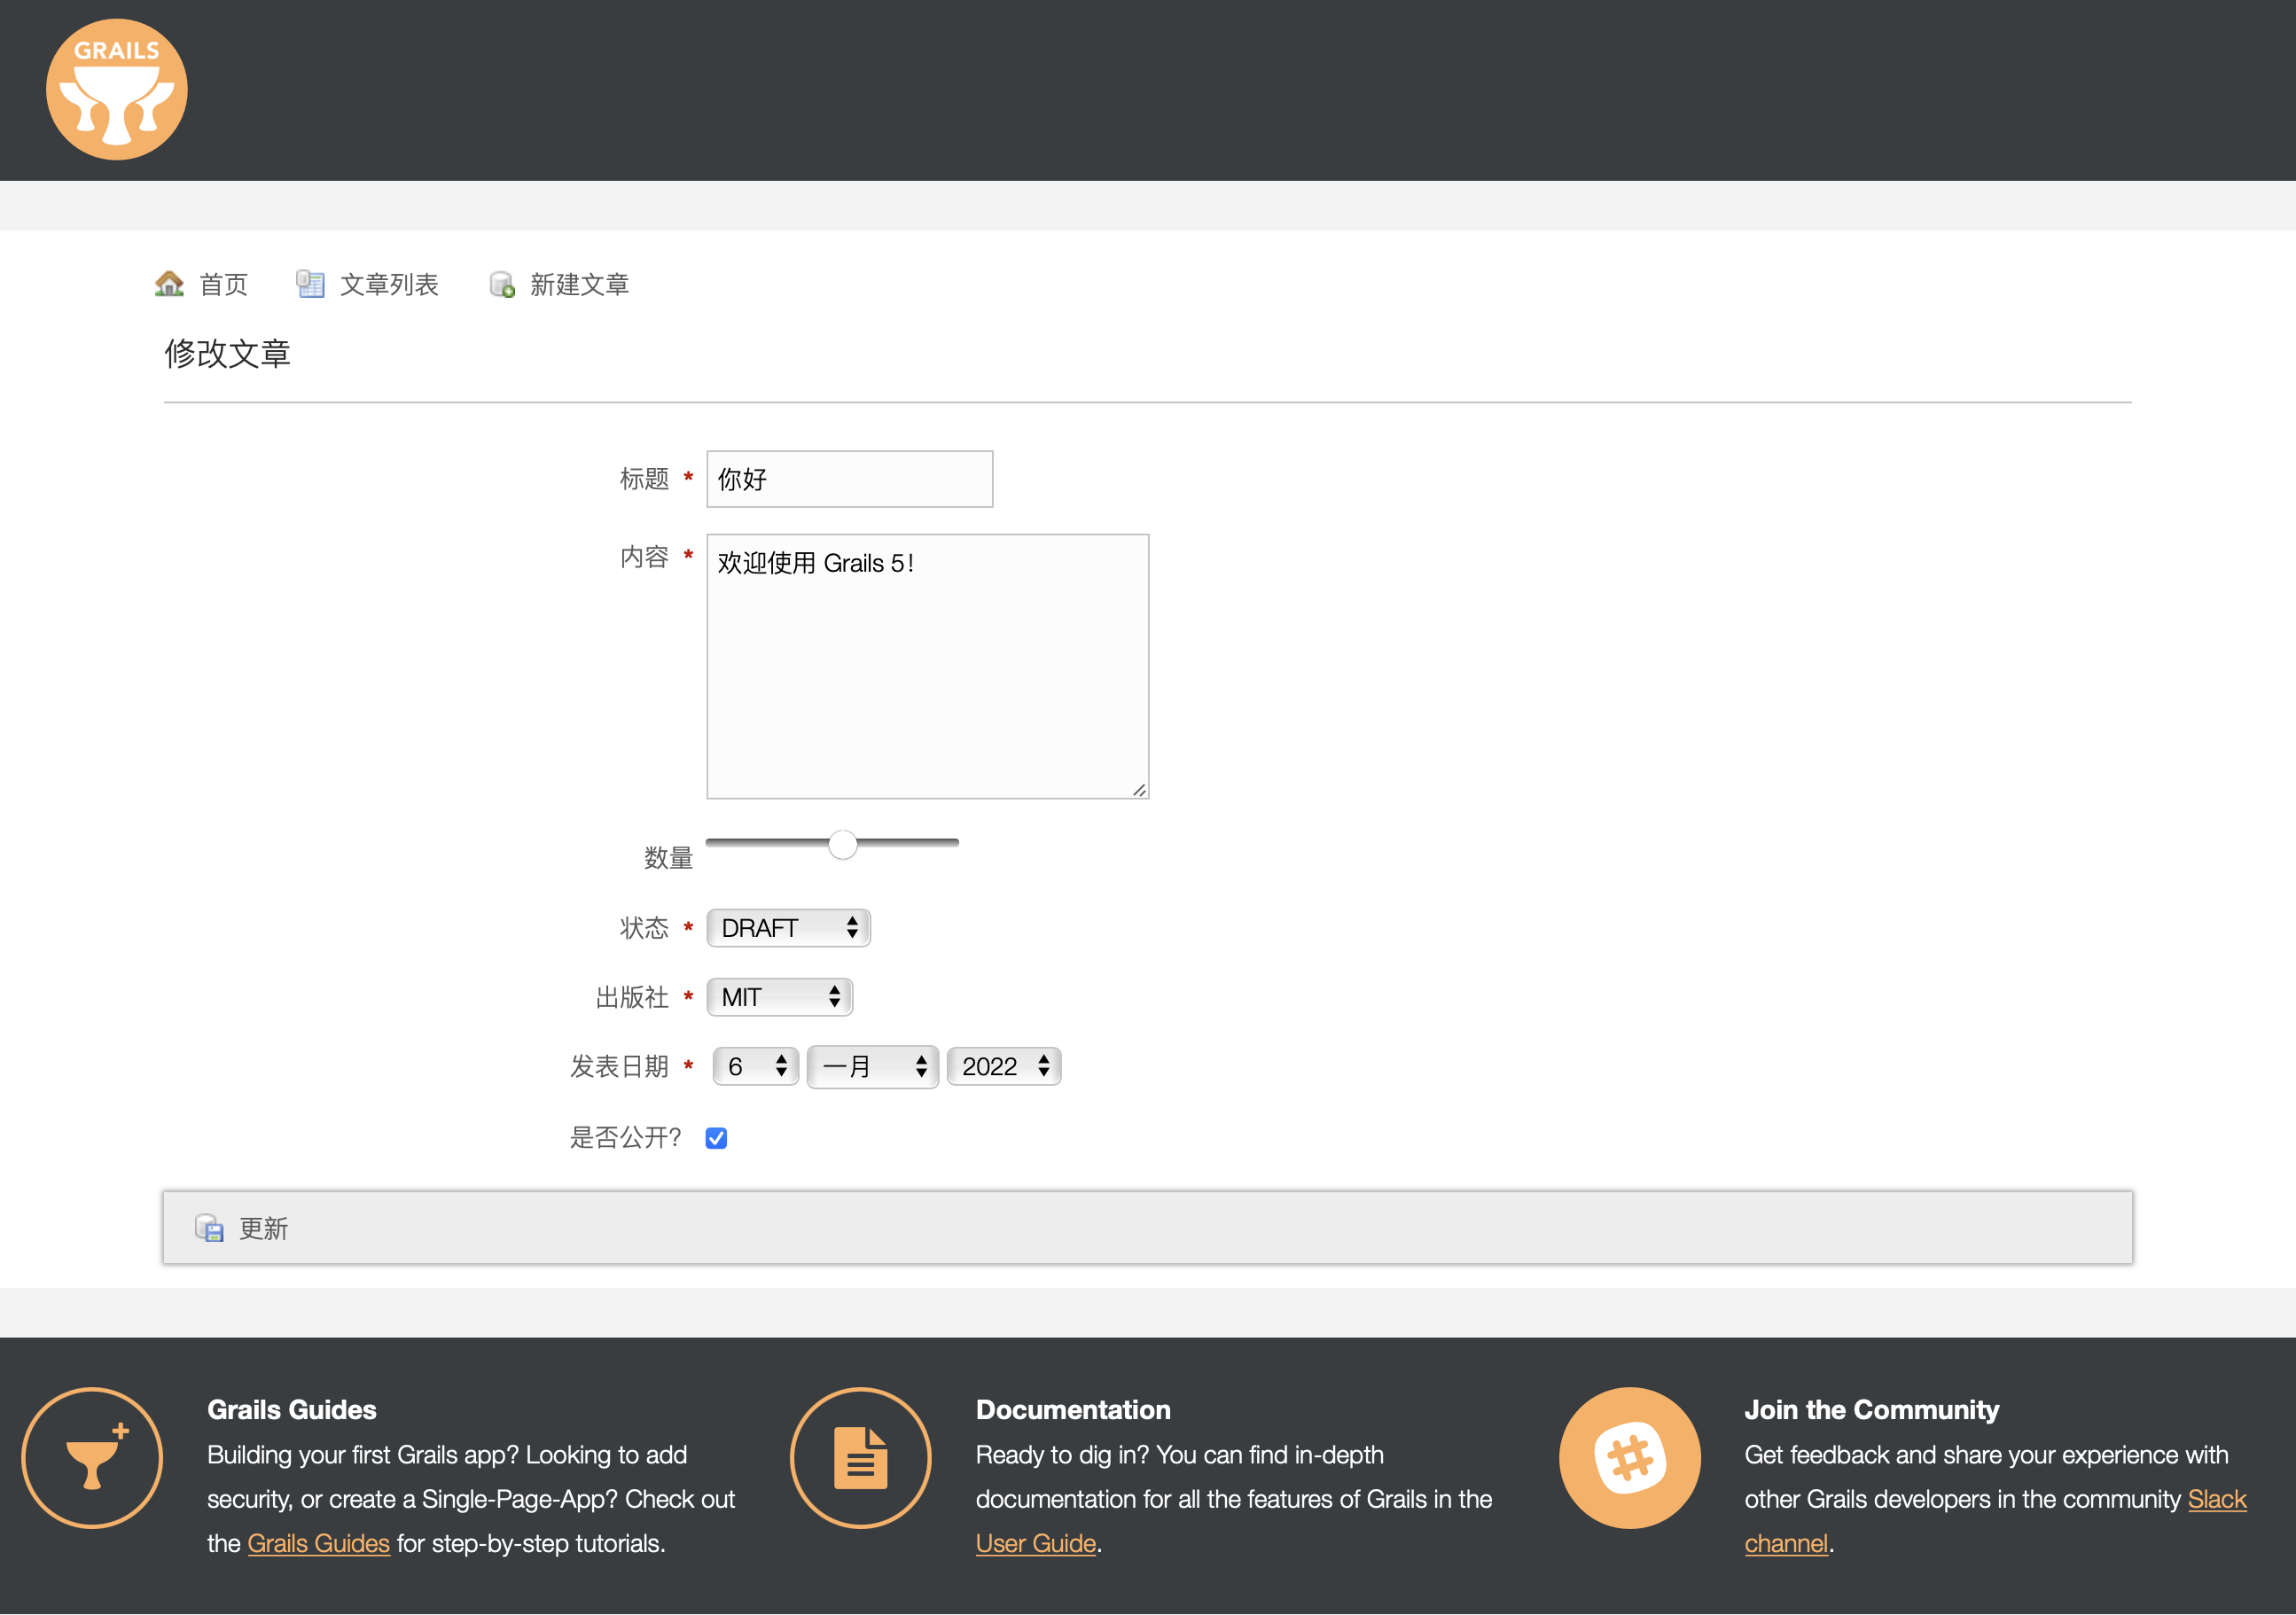 GRAILS
首页 文章列表 新建文章
修改文章
标题 * 你好
内容 * 欢迎使用 Grails 5！
数量
状态 * DRAFT
出版社 * MIT
发表日期 * 6 一月 2022
是否公开?
更新
Grails Guides
Building your first Grails app? Looking to add
security, or create a Single-Page-App? Check out
the Grails Guides for step-by-step tutorials.
Documentation
Ready to dig in? You can find in-depth
documentation for all the features of Grails in the
User Guide.
Join the Community
Get feedback and share your experience with
other Grails developers in the community Slack
channel.